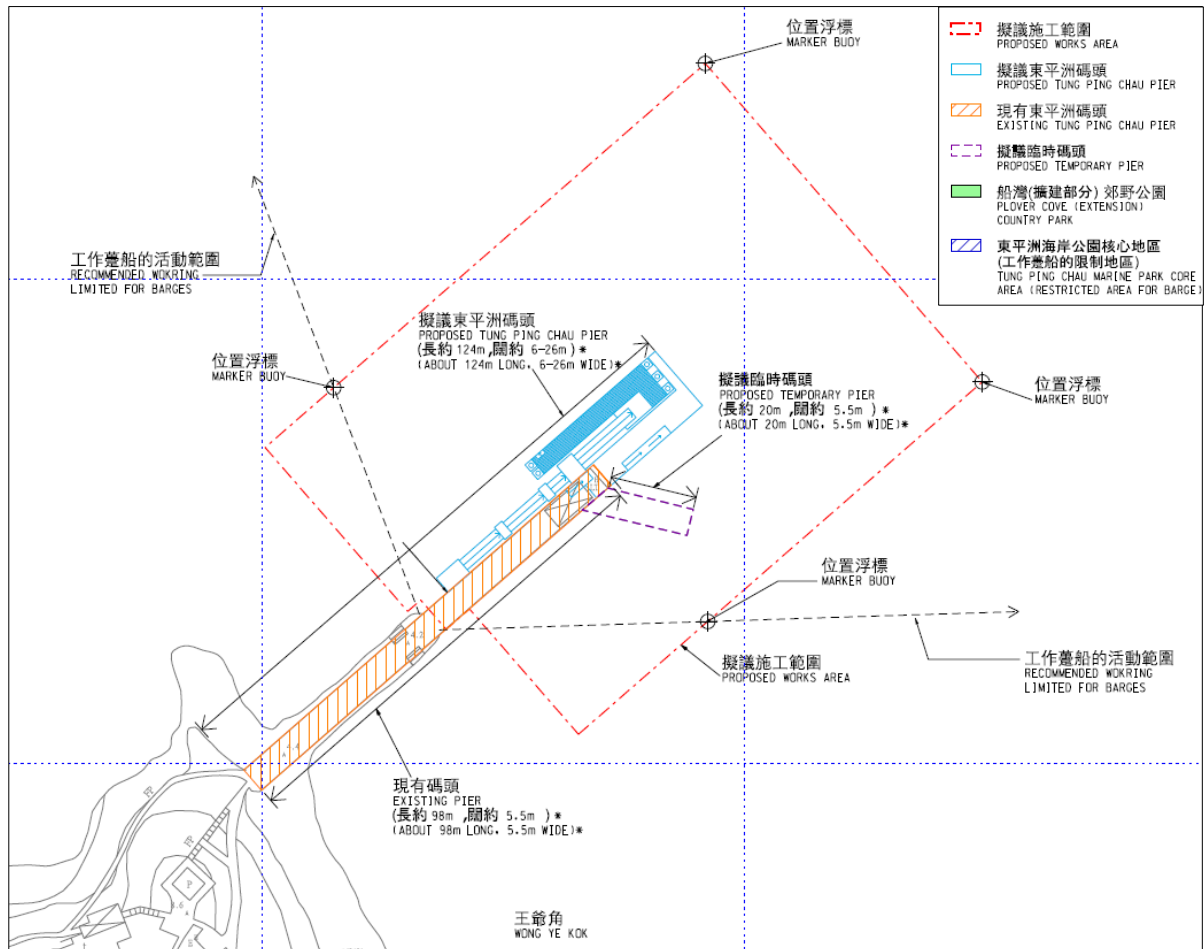 位置浮標
MARKER BUOY
擬議施工範圍
PROPOSED WORKS AREA
擬議東平洲碼頭
PROPOSED TUNG PING CHAU PIER
現有東平洲碼頭
EXISTING TUNG PING CHAU PIER
擬議臨時碼頭
PROPOSED TEMPORARY PIER
船灣(擴建部分) 郊野公園
PLOVER COVE (EXTENSION)
COUNTRY PARK
東平洲海岸公園核心地區
(工作躉船的限制地區)
TUNG PING CHAU MARINE PARK CORE
AREA (RESTRICTED AREA FOR BARGE)
工作躉船的活動範圍
RECOMMENDED WOKRING
LIMITED FOR BARGES
擬議東平洲碼頭
PROPOSED TUNG PING CHAU PIER
(長約 124m ,闊約 6-26m )*
(ABOUT 124m LONG, 6-26m WIDE)*
位置浮標
MARKER BUOY
擬議臨時碼頭
PROPOSED TEMPORARY PIER
(長約 20m ,闊約 5.5m )*
(ABOUT 20m LONG, 5.5m WIDE)*
位置浮標
MARKER BUOY
位置浮標
MARKER BUOY
4.2
擬議施工範圍
PROPOSED WORKS AREA
工作躉船的活動範圍
RECOMMENDED WOKRING
LIMITED FOR BARGES
4.4
現有碼頭
EXISTING PIER
(長約 98m ,闊約 5.5m )*
(ABOUT 98m LONG, 5.5m WIDE)*
FP
FP
P
4.6
E
王爺角
WONG YE KOK